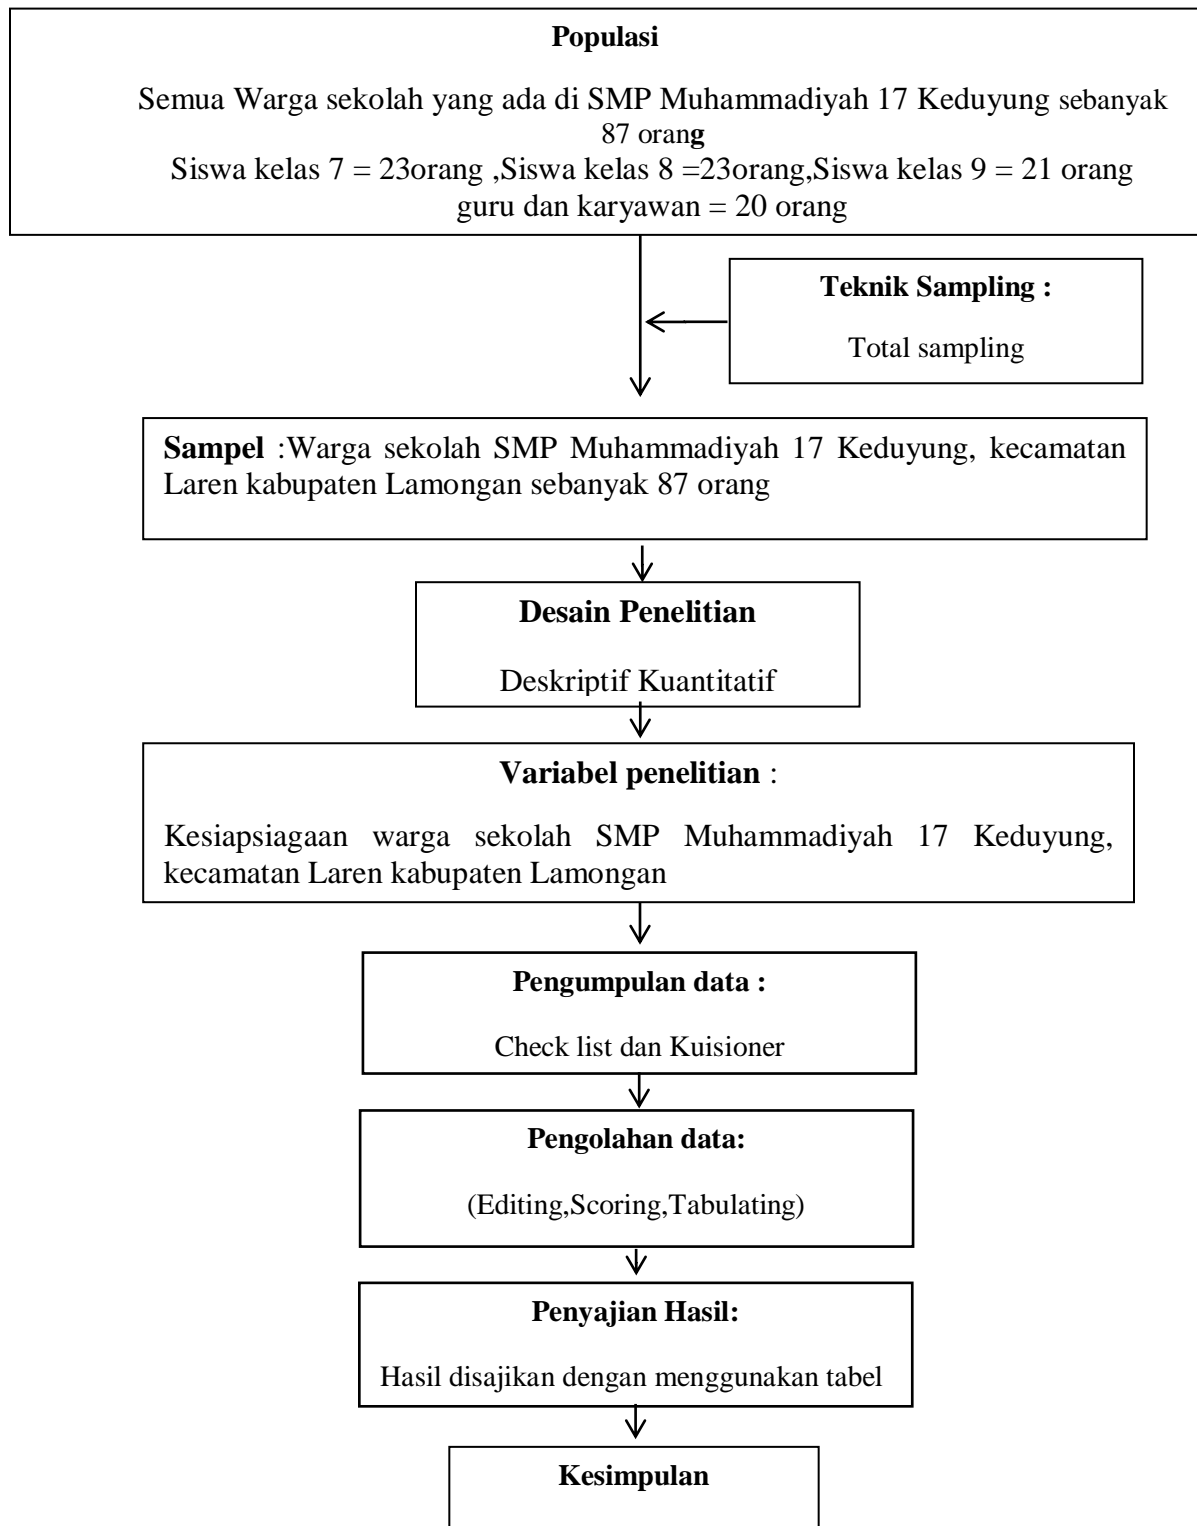 Populasi
Semua Warga sekolah yang ada di SMP Muhammadiyah 17 Keduyung sebanyak
87 orang
Siswa kelas 7 = 23orang ,Siswa kelas 8 =23orang,Siswa kelas 9 = 21 orang
guru dan karyawan = 20 orang
Teknik Sampling :
Total sampling
Sampel :Warga sekolah SMP Muhammadiyah 17 Keduyung, kecamatan
Laren kabupaten Lamongan sebanyak 87 orang
Desain Penelitian
Deskriptif Kuantitatif
Variabel penelitian :
Kesiapsiagaan warga sekolah SMP Muhammadiyah 17 Keduyung,
kecamatan Laren kabupaten Lamongan
Pengumpulan data :
Check list dan Kuisioner
Pengolahan data:
(Editing,Scoring,Tabulating)
Penyajian Hasil:
Hasil disajikan dengan menggunakan tabel
Kesimpulan